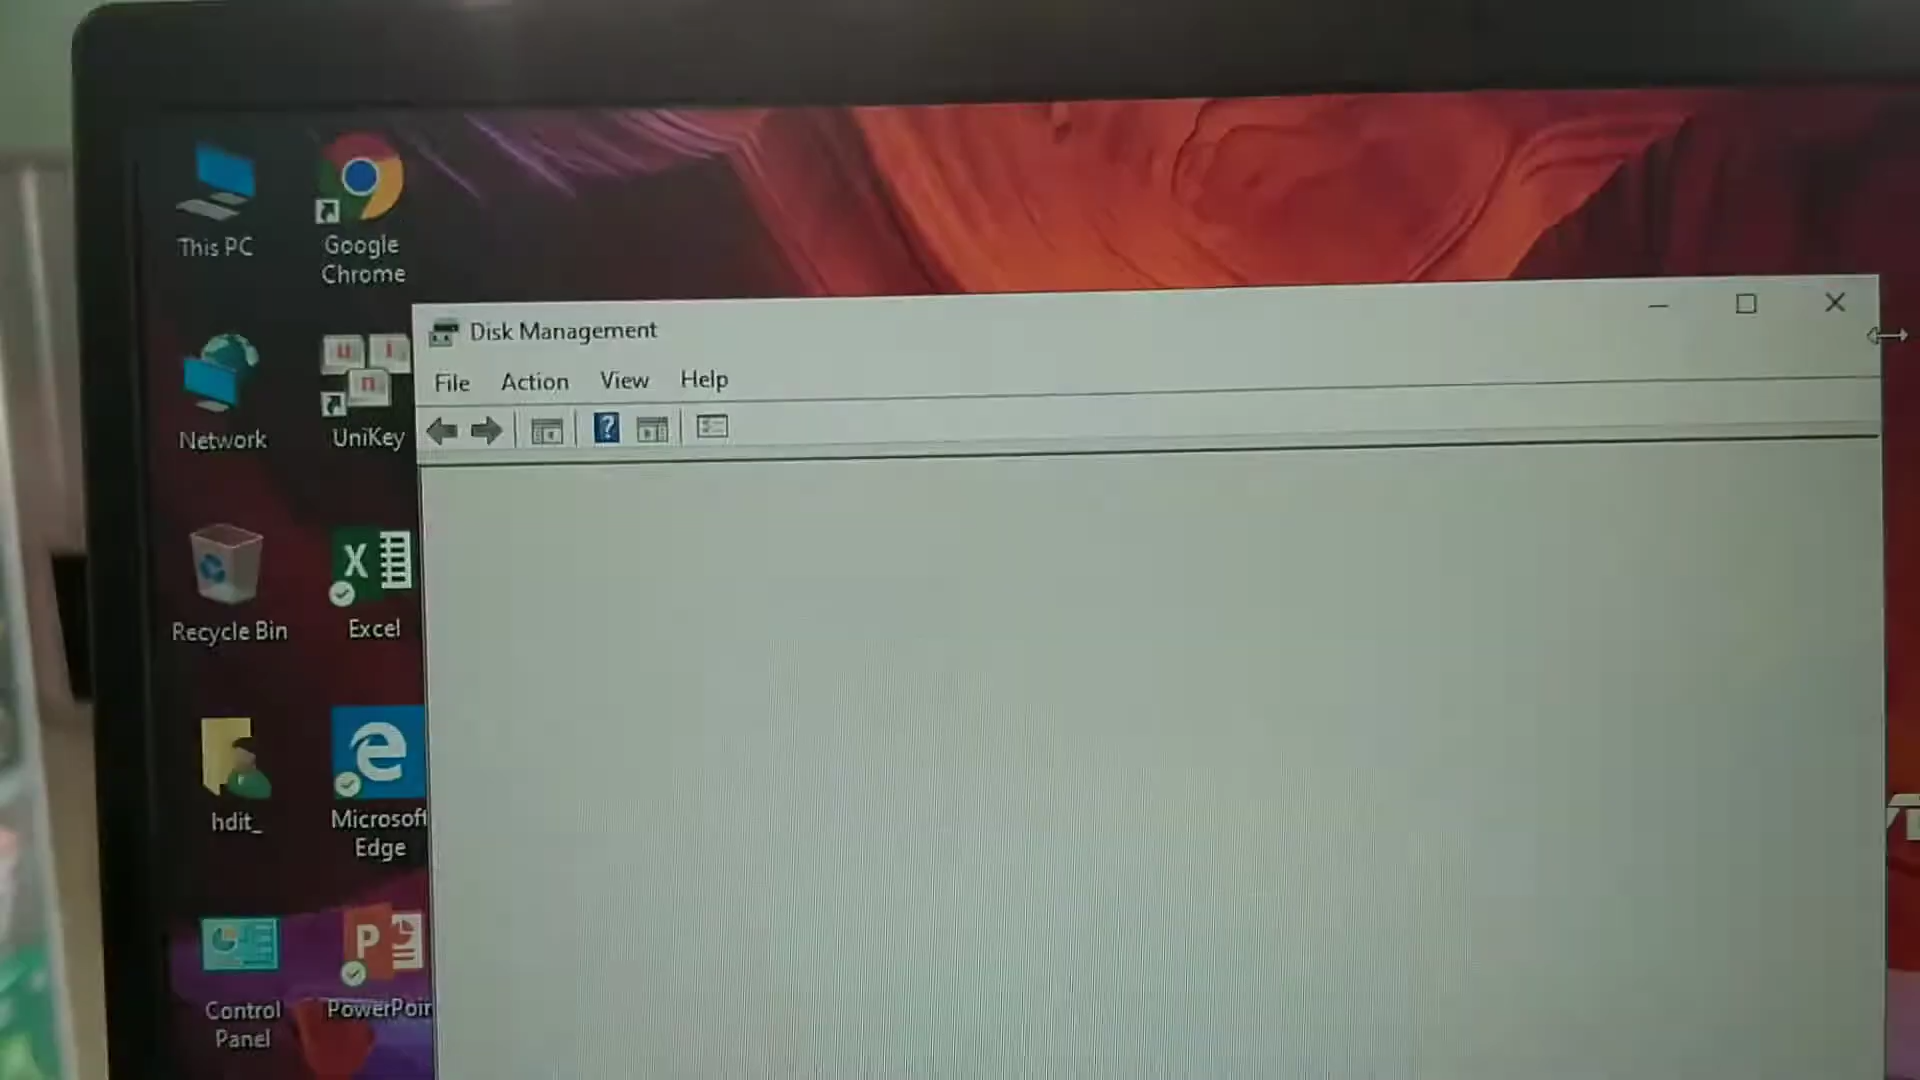 This PC
Google
Chrome
Disk Management
File Action View Help
?
Network
u i
n
UniKey
Recycle Bin
X
Excel
hdit_
Microsoft
Edge
Control
Panel
P
PowerPoin